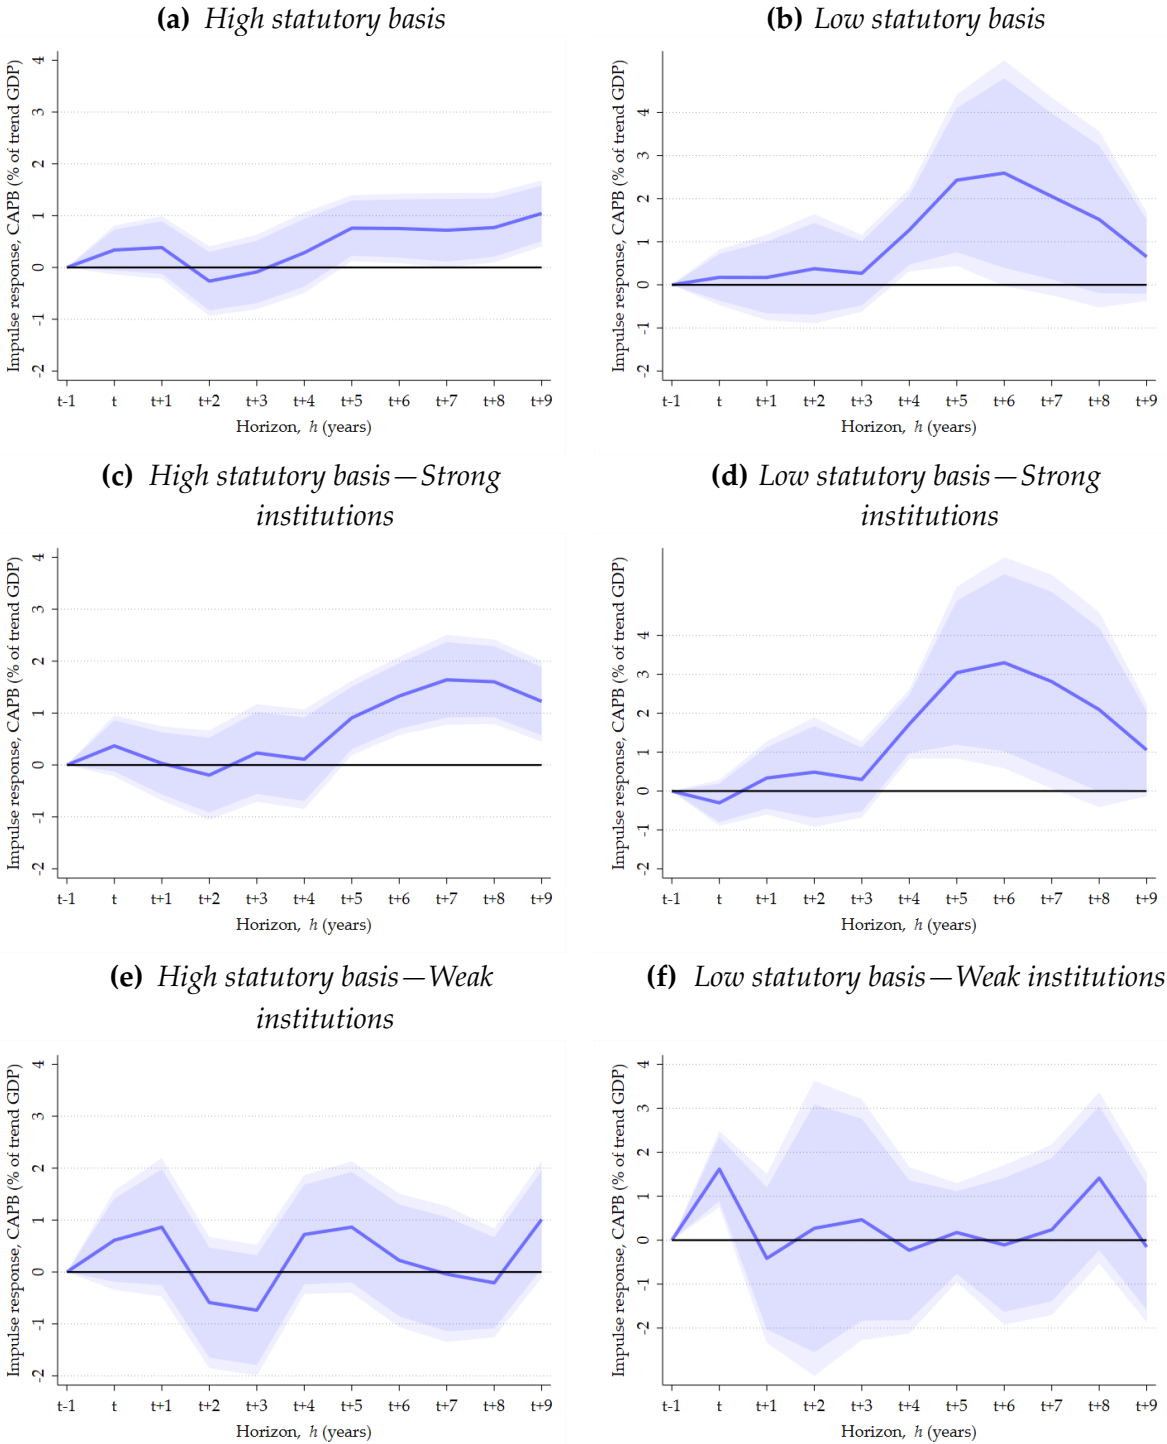 (a) High statutory basis
Impulse response, CAPB (% of trend GDP)
4
3
2
1
0
-1
-2
t-1 t t+1 t+2 t+3 t+4 t+5 t+6 t+7 t+8 t+9
Horizon, h (years)
(b) Low statutory basis
Impulse response, CAPB (% of trend GDP)
4
3
2
1
0
-1
-2
t-1 t t+1 t+2 t+3 t+4 t+5 t+6 t+7 t+8 t+9
Horizon, h (years)
(c) High statutory basis—Strong
institutions
Impulse response, CAPB (% of trend GDP)
4
3
2
1
0
-1
-2
t-1 t t+1 t+2 t+3 t+4 t+5 t+6 t+7 t+8 t+9
Horizon, h (years)
(d) Low statutory basis—Strong
institutions
Impulse response, CAPB (% of trend GDP)
4
3
2
1
0
-1
-2
t-1 t t+1 t+2 t+3 t+4 t+5 t+6 t+7 t+8 t+9
Horizon, h (years)
(e) High statutory basis—Weak
institutions
Impulse response, CAPB (% of trend GDP)
4
3
2
1
0
-1
-2
t-1 t t+1 t+2 t+3 t+4 t+5 t+6 t+7 t+8 t+9
Horizon, h (years)
(f) Low statutory basis—Weak institutions
Impulse response, CAPB (% of trend GDP)
4
3
2
1
0
-1
-2
t-1 t t+1 t+2 t+3 t+4 t+5 t+6 t+7 t+8 t+9
Horizon, h (years)